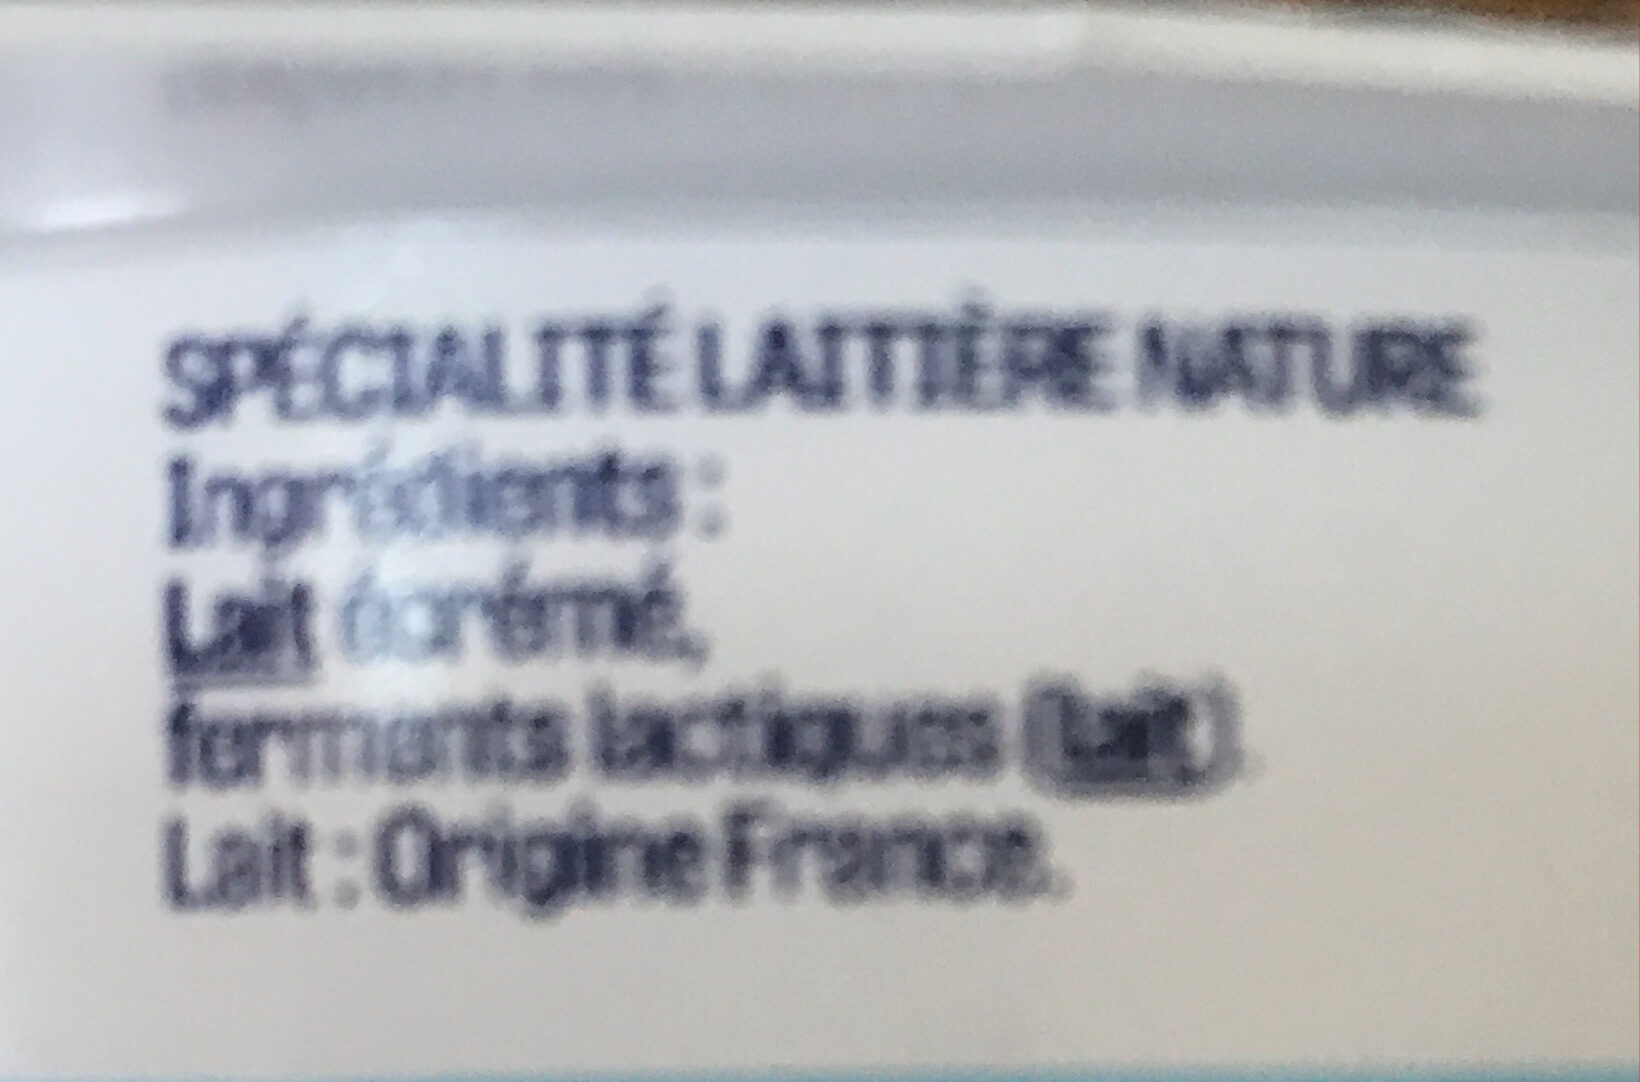 SPÉCIALITÉ LAITIÈRE NATURE
Ingrédients :
Lait écrémé,
ferments lactiques (lait).
Lait : Origine France.